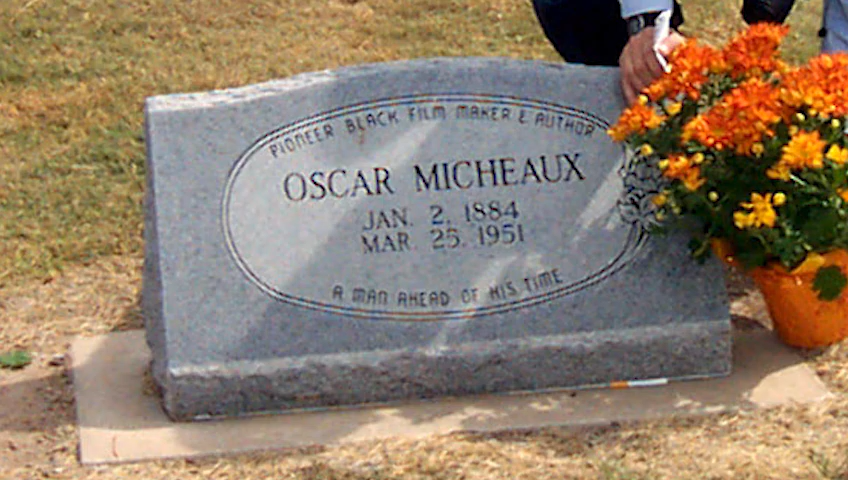 PIONEER BLACK FILM MAKER & AUTHOR
OSCAR MICHEAUX
JAN. 2, 1884
MAR. 25, 1951
A MAN AHEAD OF HIS TIME